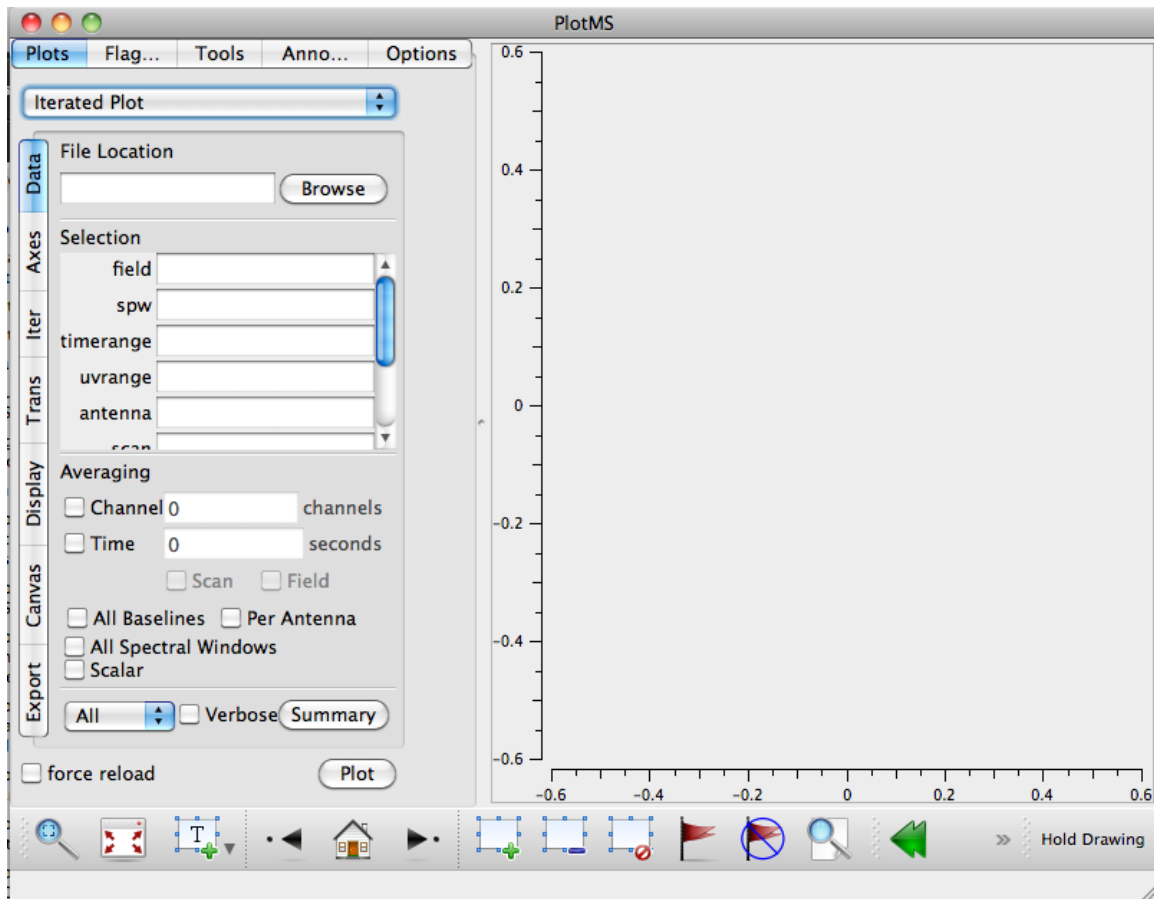 PlotMS
Plots Flag... Tools Anno... Options
Iterated Plot
Data
Axes
Iter
Trans
Display
Canvas
Export
File Location
Browse
Selection
field
spw
timerange
uvrange
antenna
scan
Averaging
Channel 0 channels
Time 0 seconds
Scan Field
All Baselines Per Antenna
All Spectral Windows
Scalar
All Verbose Summary
force reload Plot
0.6
0.4
0.2
0
-0.2
-0.4
-0.6
-0.6 -0.4 -0.2 0 0.2 0.4 0.6
T
» Hold Drawing